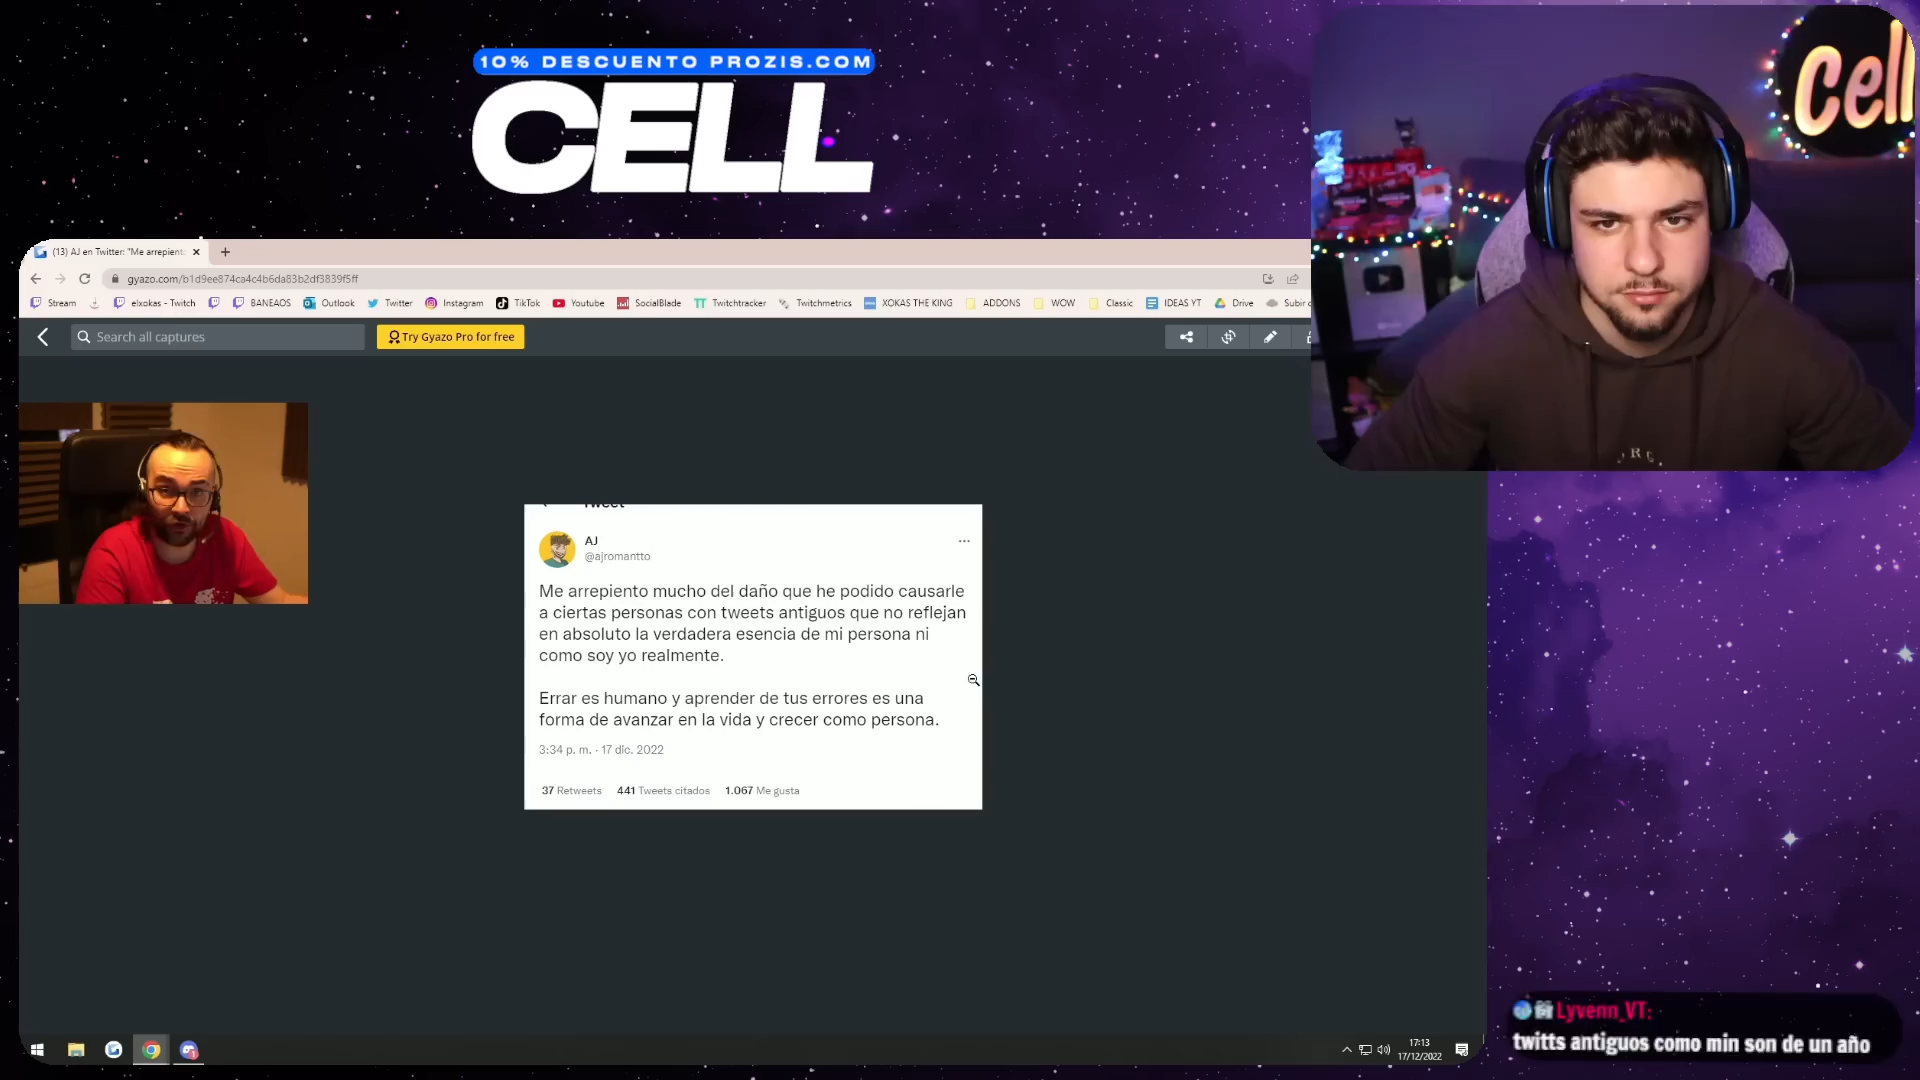 10% DESCUENTO PROZIS.COM
CELL
cell
(13) AJ en Twitter: "Me arrepient
gyazo.com/b1d9ee874ca4c4b6da83b2df3839f5ff
Stream elxokas - Twitch BANEAOS Outlook Twitter Instagram TikTok Youtube SocialBlade Twitchtracker Twitchmetrics XOKAS THE KING ADDONS WOW Classic IDEAS YT Drive Subir
Search all captures
Try Gyazo Pro for free
Tweet
AJ
@ajromantto
Me arrepiento mucho del daño que he podido causarle
a ciertas personas con tweets antiguos que no reflejan
en absoluto la verdadera esencia de mi persona ni
como soy yo realmente.
Errar es humano y aprender de tus errores es una
forma de avanzar en la vida y crecer como persona.
3:34 p. m. · 17 dic. 2022
37 Retweets 441 Tweets citados 1.067 Me gusta
Lyvenn_VT:
twitts antiguos como min son de un año
17:13
17/12/2022